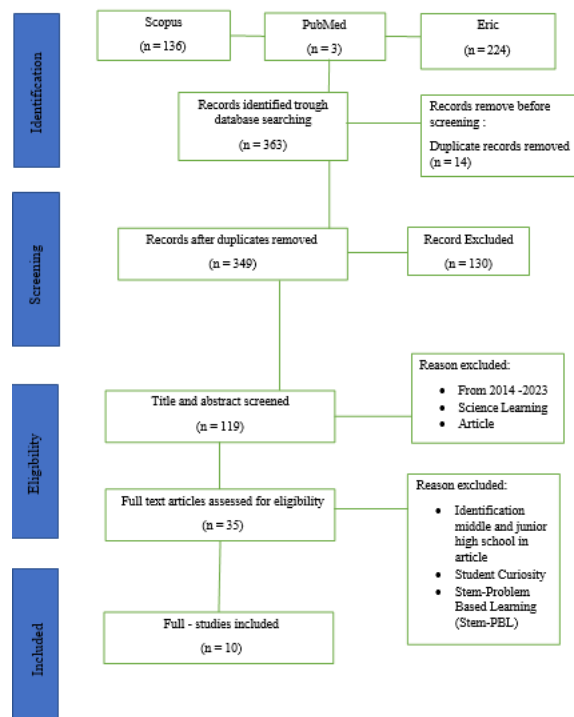 Scopus
(n = 136)
PubMed
(n = 3)
Eric
(n = 224)
Identification
Records identified trough
database searching
(n = 363)
Records remove before
screening :
Duplicate records removed
(n = 14)
Screening
Records after duplicates removed
(n = 349)
Record Excluded
(n = 130)
Eligibility
Title and abstract screened
(n = 119)
Reason excluded:
• From 2014 -2023
• Science Learning
• Article
Full text articles assessed for eligibility
(n = 35)
Reason excluded:
• Identification
middle and junior
high school in
article
• Student Curiosity
• Stem-Problem
Based Learning
(Stem-PBL)
Included
Full - studies included
(n = 10)